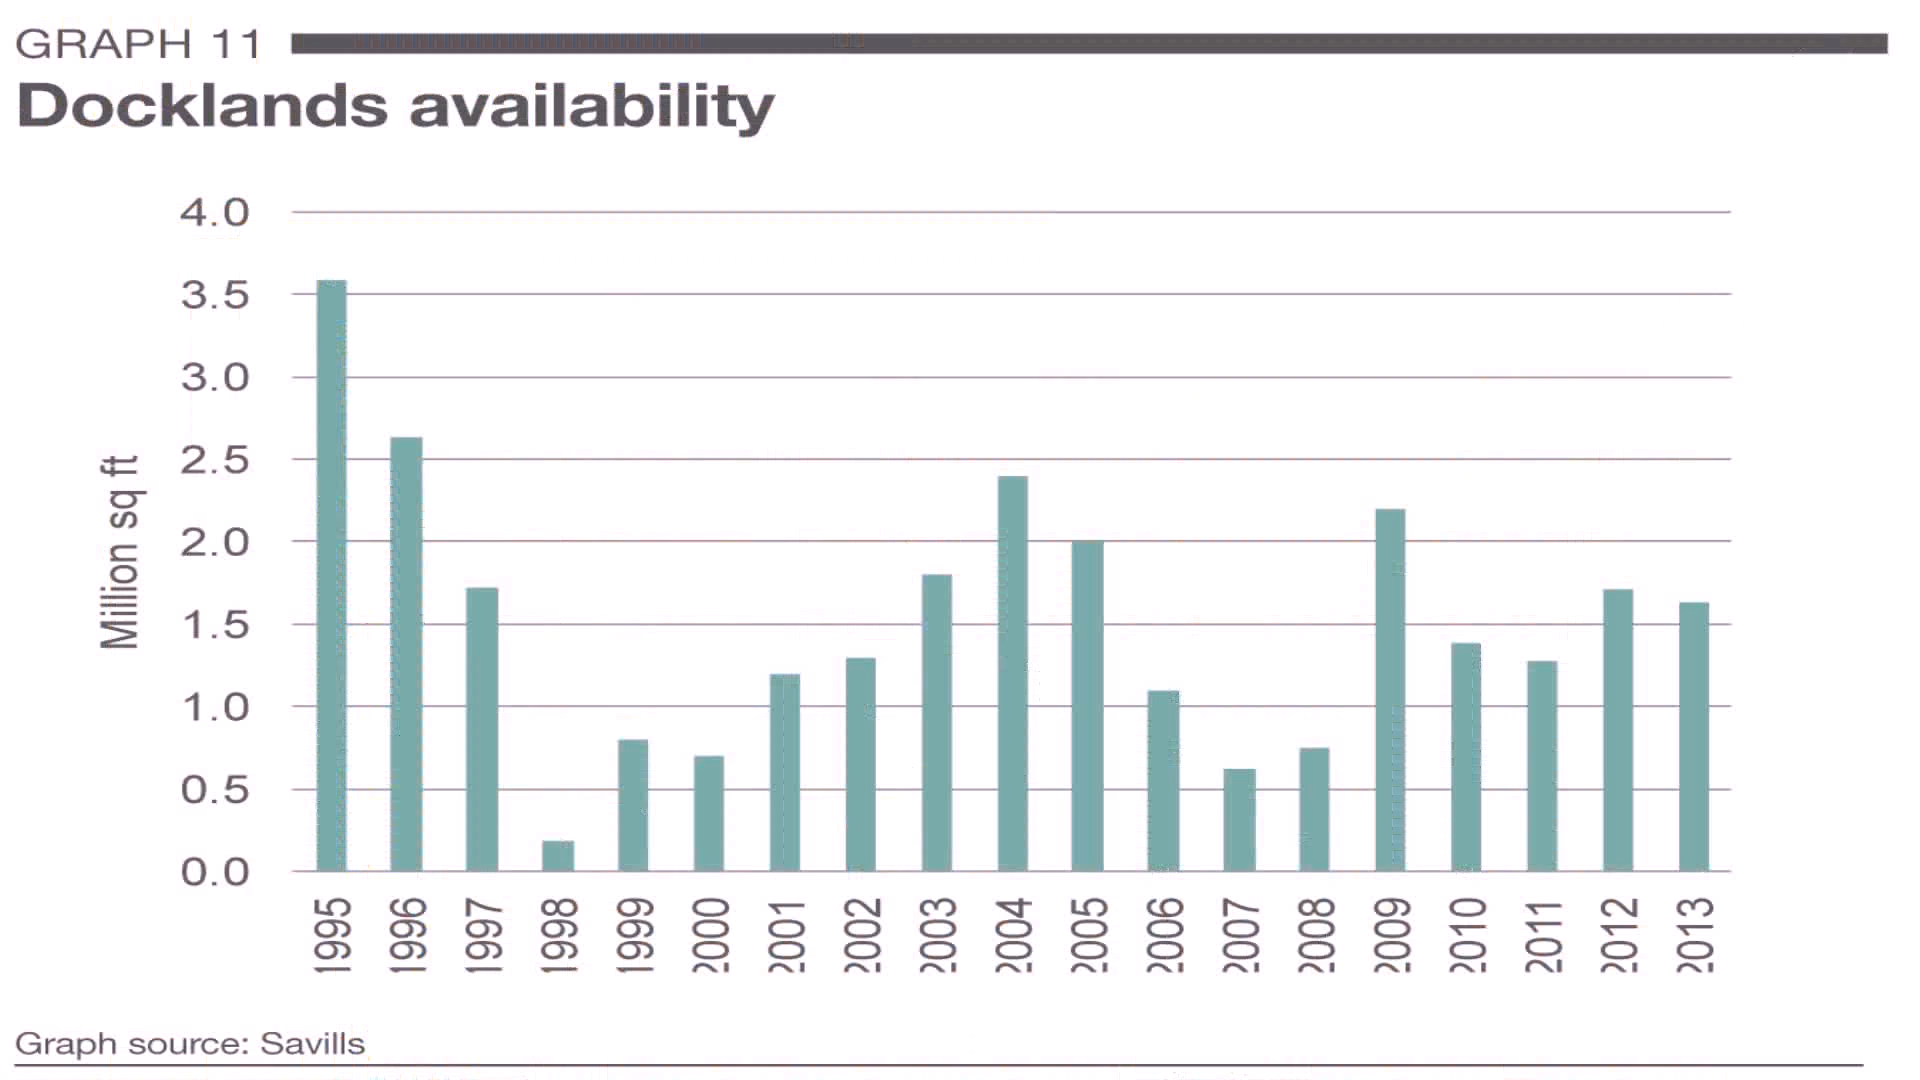 GRAPH 11
Docklands availability
4.0
3.5
3.0
2.5
2.0
1.5
1.0
0.5
0.0
Million sq ft
1995 1996 1997 1998 1999 2000 2001 2002 2003 2004 2005 2006 2007 2008 2009 2010 2011 2012 2013
Graph source: Savills